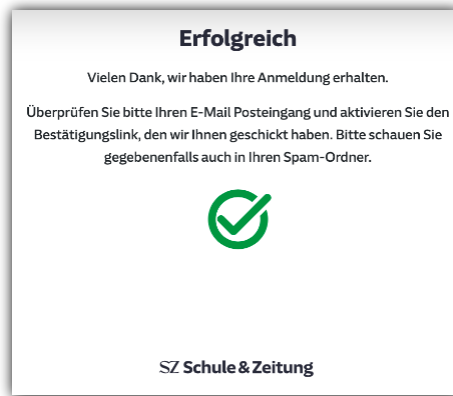 Erfolgreich
Vielen Dank, wir haben Ihre Anmeldung erhalten.
Überprüfen Sie bitte Ihren E-Mail Posteingang und aktivieren Sie den
Bestätigungslink, den wir Ihnen geschickt haben. Bitte schauen Sie
gegebenenfalls auch in Ihren Spam-Ordner.
SZ Schule & Zeitung